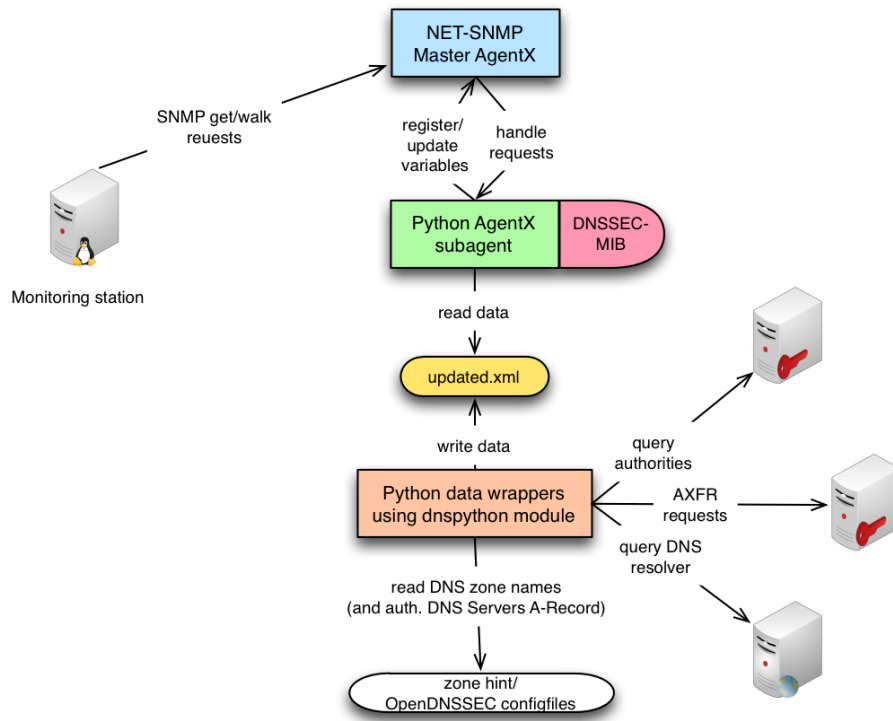 NET-SNMP
Master AgentX
SNMP get/walk
reuests
register/
update
variables
handle
requests
Python AgentX
subagent
DNSSEC-
MIB
Monitoring station
read data
updated.xml
write data
query
authorities
Python data wrappers
using dnspython module
AXFR
requests
query DNS
resolver
read DNS zone names
(and auth. DNS Servers A-Record)
zone hint/
OpenDNSSEC configfiles